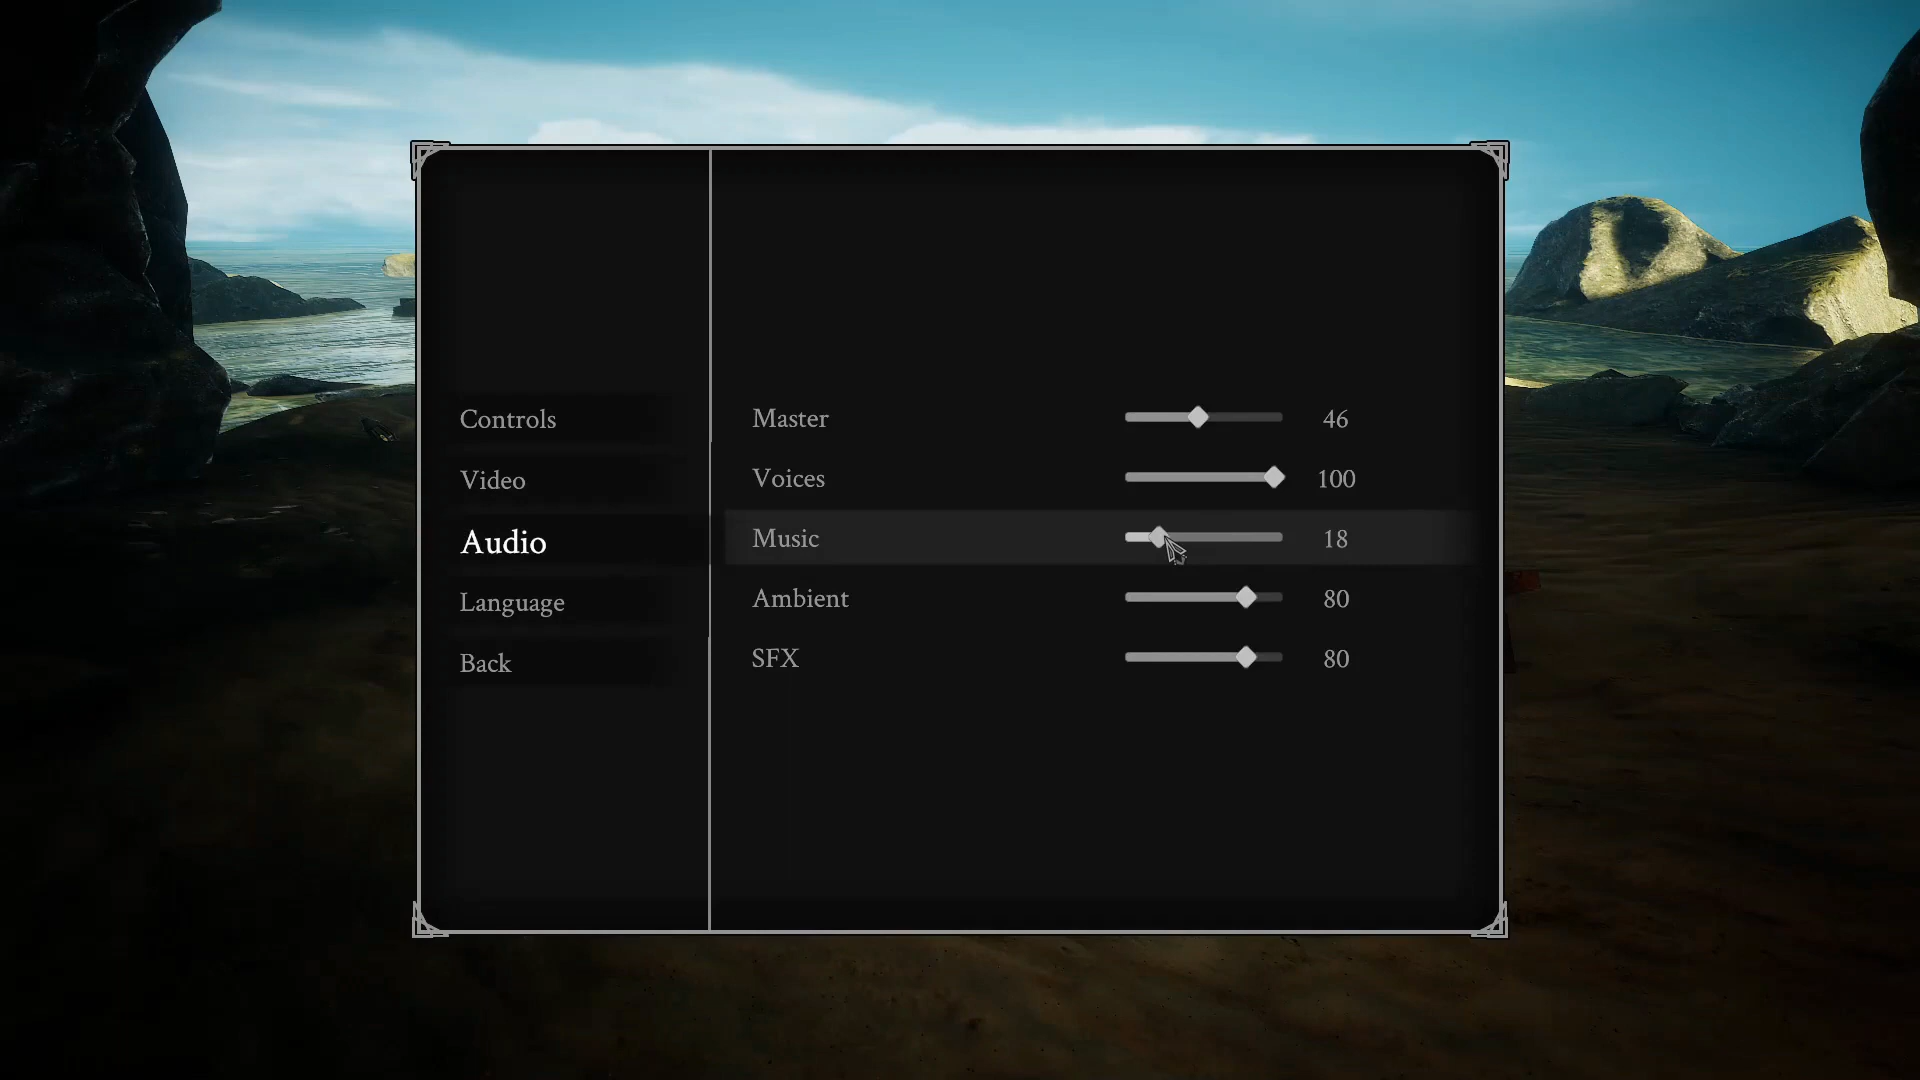 Controls
Video
Audio
Language
Back
Master 46
Voices 100
Music 18
Ambient 80
SFX 80